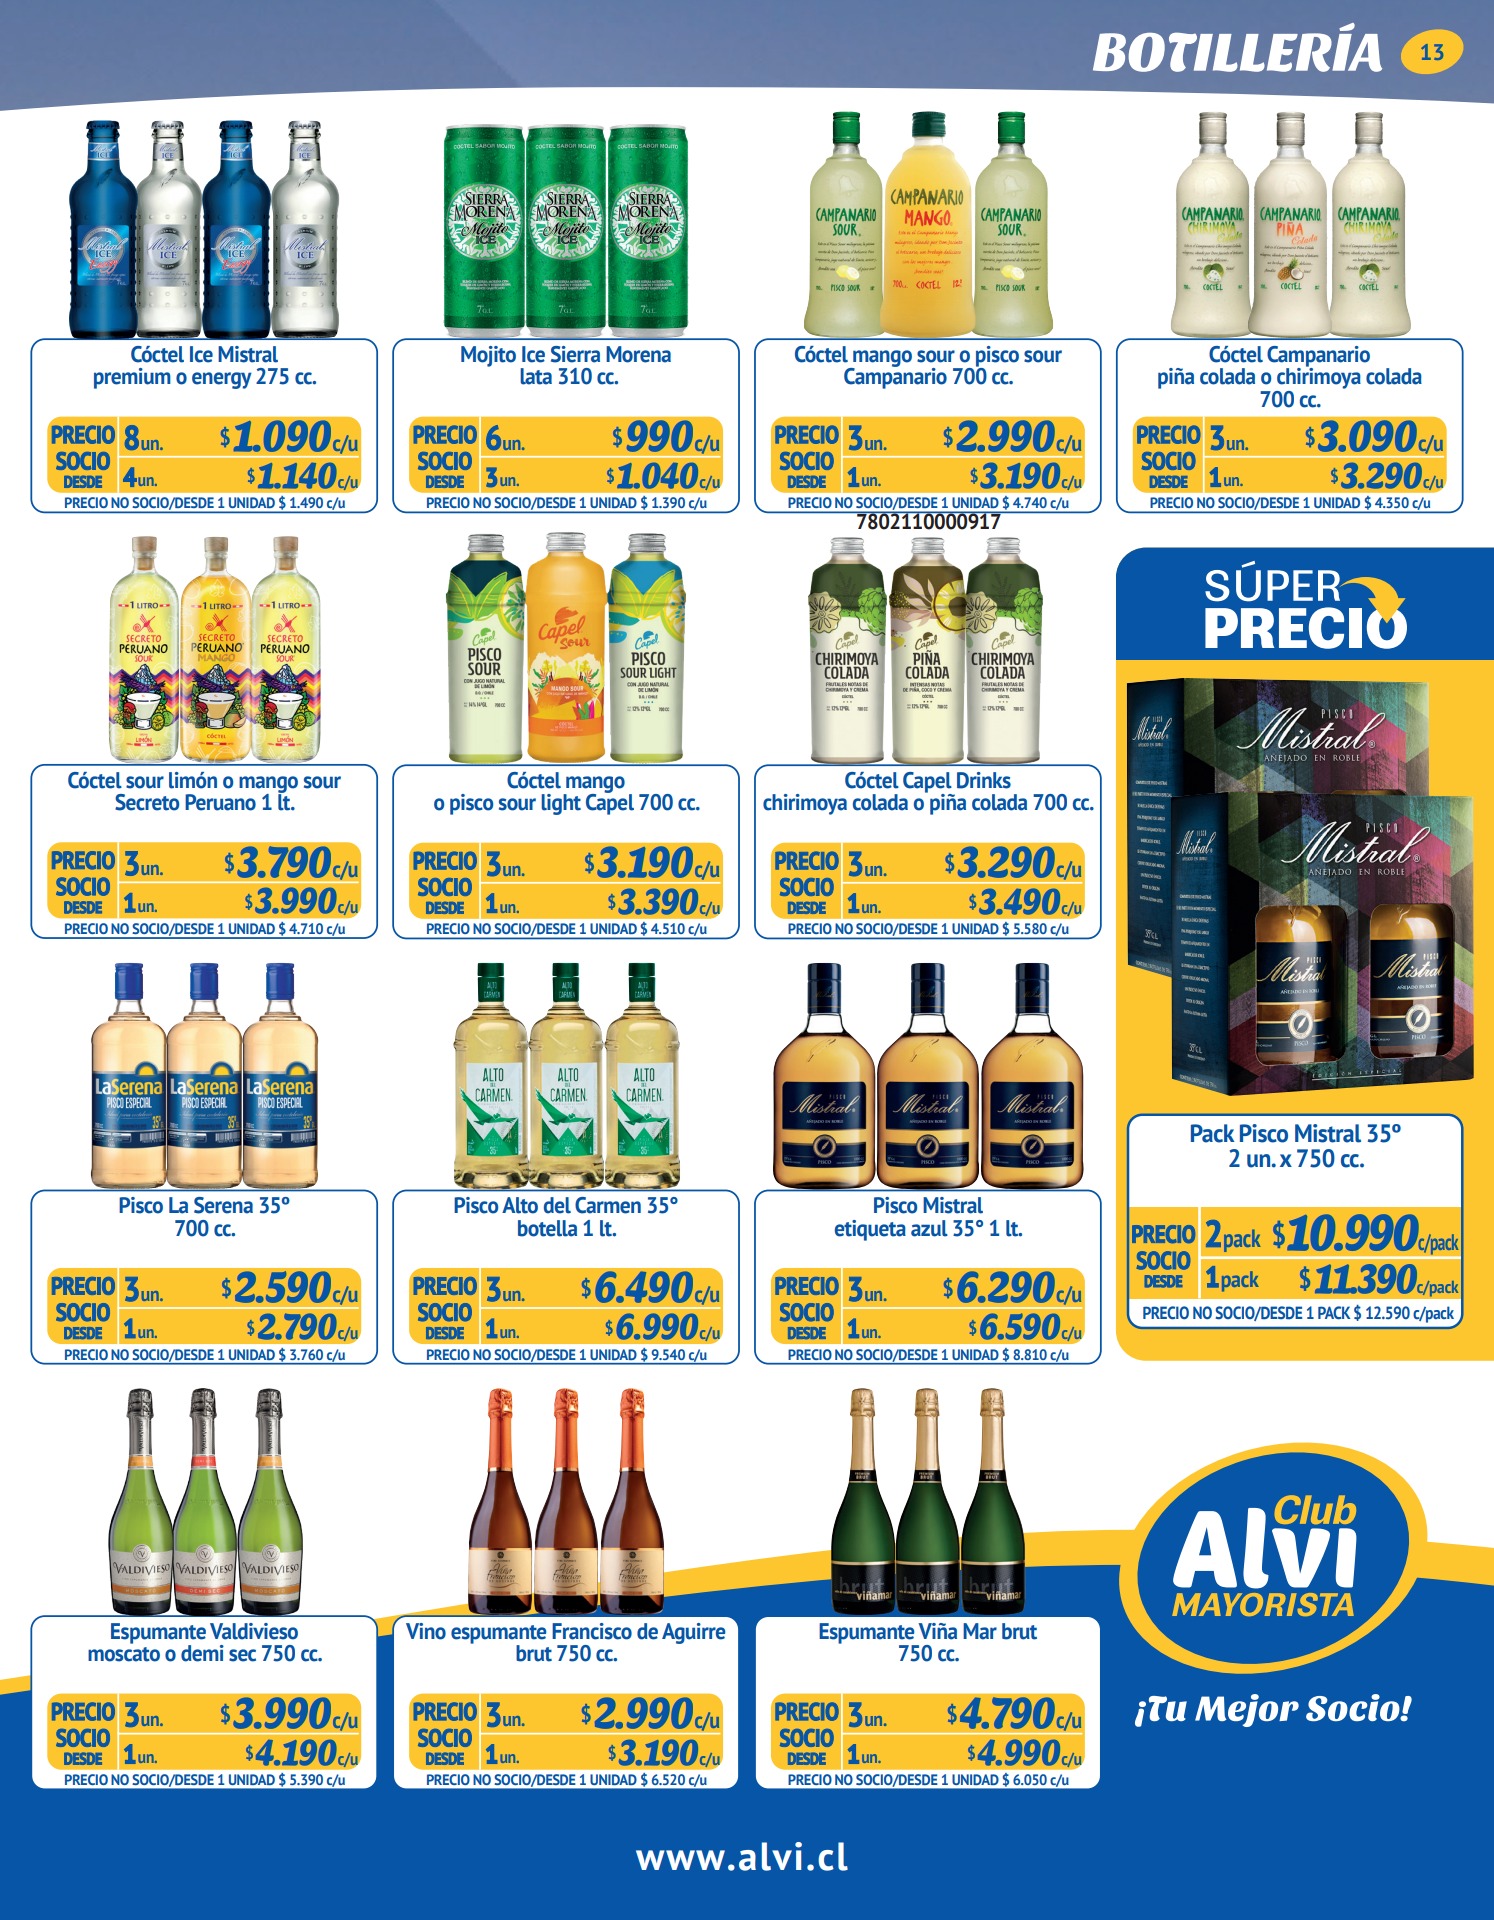 BOTILLERÍA 13
Cóctel Ice Mistral
premium o energy 275 cc.
PRECIO SOCIO DESDE
8un. $1.090c/u
4un. $1.140c/u
PRECIO NO SOCIO/DESDE 1 UNIDAD $ 1.490 c/u
Mojito Ice Sierra Morena
lata 310 cc.
PRECIO SOCIO DESDE
6un. $990c/u
3un. $1.040c/u
PRECIO NO SOCIO/DESDE 1 UNIDAD $ 1.390 c/u
Cóctel mango sour o pisco sour
Campanario 700 cc.
PRECIO SOCIO DESDE
3un. $2.990c/u
1un. $3.190c/u
PRECIO NO SOCIO/DESDE 1 UNIDAD $ 4.740 c/u
7802110000917
Cóctel Campanario
piña colada o chirimoya colada
700 cc.
PRECIO SOCIO DESDE
3un. $3.090c/u
1un. $3.290c/u
PRECIO NO SOCIO/DESDE 1 UNIDAD $ 4.350 c/u
Cóctel sour limón o mango sour
Secreto Peruano 1 lt.
PRECIO SOCIO DESDE
3un. $3.790c/u
1un. $3.990c/u
PRECIO NO SOCIO/DESDE 1 UNIDAD $ 4.710 c/u
Cóctel mango
o pisco sour light Capel 700 cc.
PRECIO SOCIO DESDE
3un. $3.190c/u
1un. $3.390c/u
PRECIO NO SOCIO/DESDE 1 UNIDAD $ 4.510 c/u
Cóctel Capel Drinks
chirimoya colada o piña colada 700 cc.
PRECIO SOCIO DESDE
3un. $3.290c/u
1un. $3.490c/u
PRECIO NO SOCIO/DESDE 1 UNIDAD $ 5.580 c/u
SÚPER
PRECIO
PISCO
Mistral®
AÑEJADO EN ROBLE
Pack Pisco Mistral 35º
2 un. x 750 cc.
PRECIO SOCIO DESDE
2pack $10.990c/pack
1pack $11.390c/pack
PRECIO NO SOCIO/DESDE 1 PACK $ 12.590 c/pack
Pisco La Serena 35º
700 cc.
PRECIO SOCIO DESDE
3un. $2.590c/u
1un. $2.790c/u
PRECIO NO SOCIO/DESDE 1 UNIDAD $ 3.760 c/u
Pisco Alto del Carmen 35°
botella 1 lt.
PRECIO SOCIO DESDE
3un. $6.490c/u
1un. $6.990c/u
PRECIO NO SOCIO/DESDE 1 UNIDAD $ 9.540 c/u
Pisco Mistral
etiqueta azul 35° 1 lt.
PRECIO SOCIO DESDE
3un. $6.290c/u
1un. $6.590c/u
PRECIO NO SOCIO/DESDE 1 UNIDAD $ 8.810 c/u
Espumante Valdivieso
moscato o demi sec 750 cc.
PRECIO SOCIO DESDE
3un. $3.990c/u
1un. $4.190c/u
PRECIO NO SOCIO/DESDE 1 UNIDAD $ 5.390 c/u
Vino espumante Francisco de Aguirre
brut 750 cc.
PRECIO SOCIO DESDE
3un. $2.990c/u
1un. $3.190c/u
PRECIO NO SOCIO/DESDE 1 UNIDAD $ 6.520 c/u
Espumante Viña Mar brut
750 cc.
PRECIO SOCIO DESDE
3un. $4.790c/u
1un. $4.990c/u
PRECIO NO SOCIO/DESDE 1 UNIDAD $ 6.050 c/u
Club
Alvi
MAYORISTA
¡Tu Mejor Socio!
www.alvi.cl